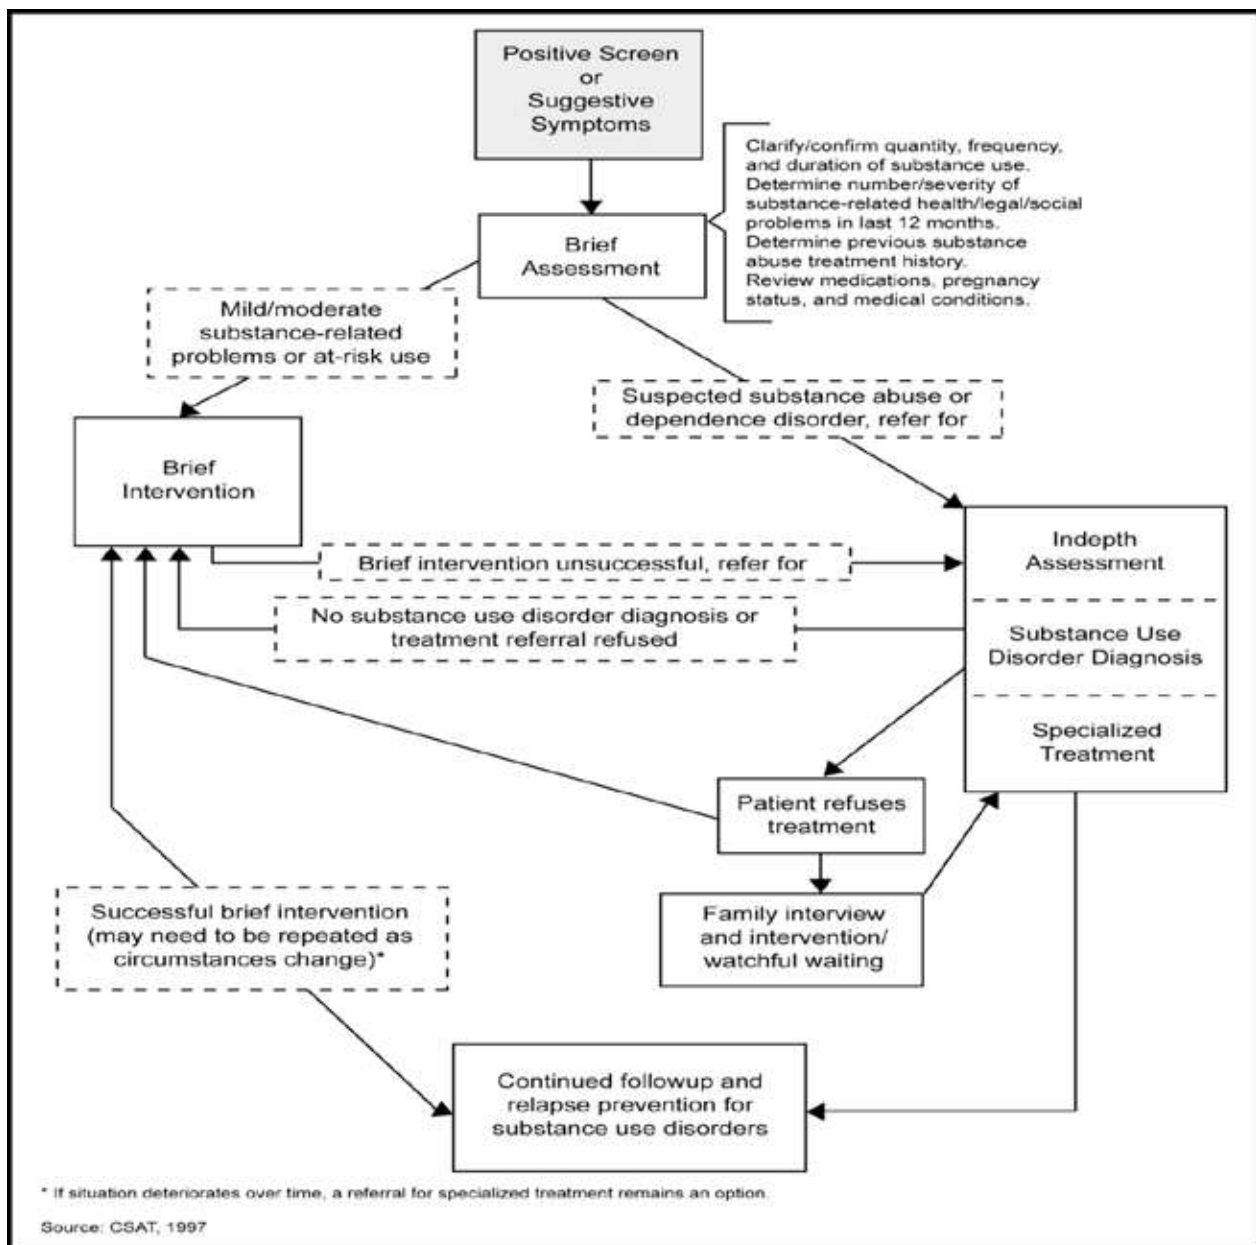 Positive Screen
or
Suggestive
Symptoms
Clarify/confirm quantity, frequency,
and duration of substance use.
Determine number/severity of
substance-related health/legal/social
problems in last 12 months.
Determine previous substance
abuse treatment history.
Review medications, pregnancy
status, and medical conditions.
Brief
Assessment
Mild/moderate
substance-related
problems or at-risk use
Suspected substance abuse or
dependence disorder, refer for
Brief
Intervention
Indepth
Assessment
Brief intervention unsuccessful, refer for
No substance use disorder diagnosis or
treatment referral refused
Substance Use
Disorder Diagnosis
Specialized
Treatment
Patient refuses
treatment
Family interview
and intervention/
watchful waiting
Successful brief intervention
(may need to be repeated as
circumstances change)*
Continued followup and
relapse prevention for
substance use disorders
* If situation deteriorates over time, a referral for specialized treatment remains an option.
Source: CSAT, 1997